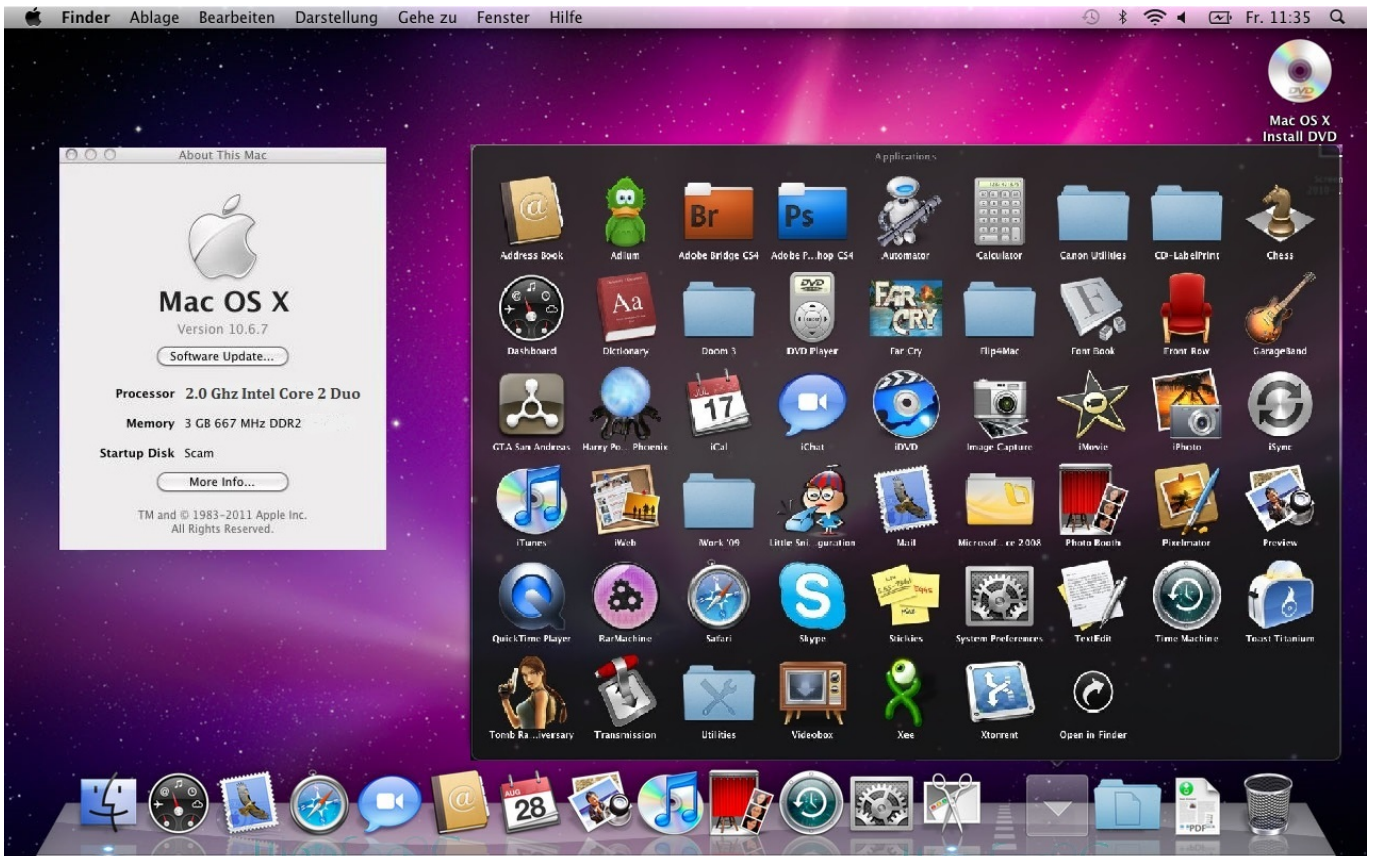 Finder Ablage Bearbeiten Darstellung Gehe zu Fenster Hilfe Fr. 11:35
DVD
Mac OS X
Install DVD
About This Mac
Mac OS X
Version 10.6.7
Software Update...
Processor 2.0 Ghz Intel Core 2 Duo
Memory 3 GB 667 MHz DDR2
Startup Disk Scam
More Info...
TM and © 1983-2011 Apple Inc.
All Rights Reserved.
Applications
Screen
Br Ps
Address Book Adium Adobe Bridge CS4 Adobe P...hop CS4 Automator Calculator Canon Utilities CD-LabelPrint Chess
Aa DVD FAR CRY F
Dashboard Dictionary Doom 3 DVD Player Far Cry Flip4Mac Font Book Front Row GarageBand
JUL 17
GTA San Andreas Harry Po... Phoenix iCal iChat iDVD Image Capture iMovie iPhoto iSync
iTunes iWeb iWork '09 Little Sni...guration Mail Microsof...ce 2008 Photo Booth Pixelmator Preview
QuickTime Player RarMachine Safari Skype Stickies System Preferences TextEdit Time Machine Toast Titanium
Tomb Ra...iversary Transmission Utilities Videobox Xee Xtorrent Open in Finder
AUG
28
PDF